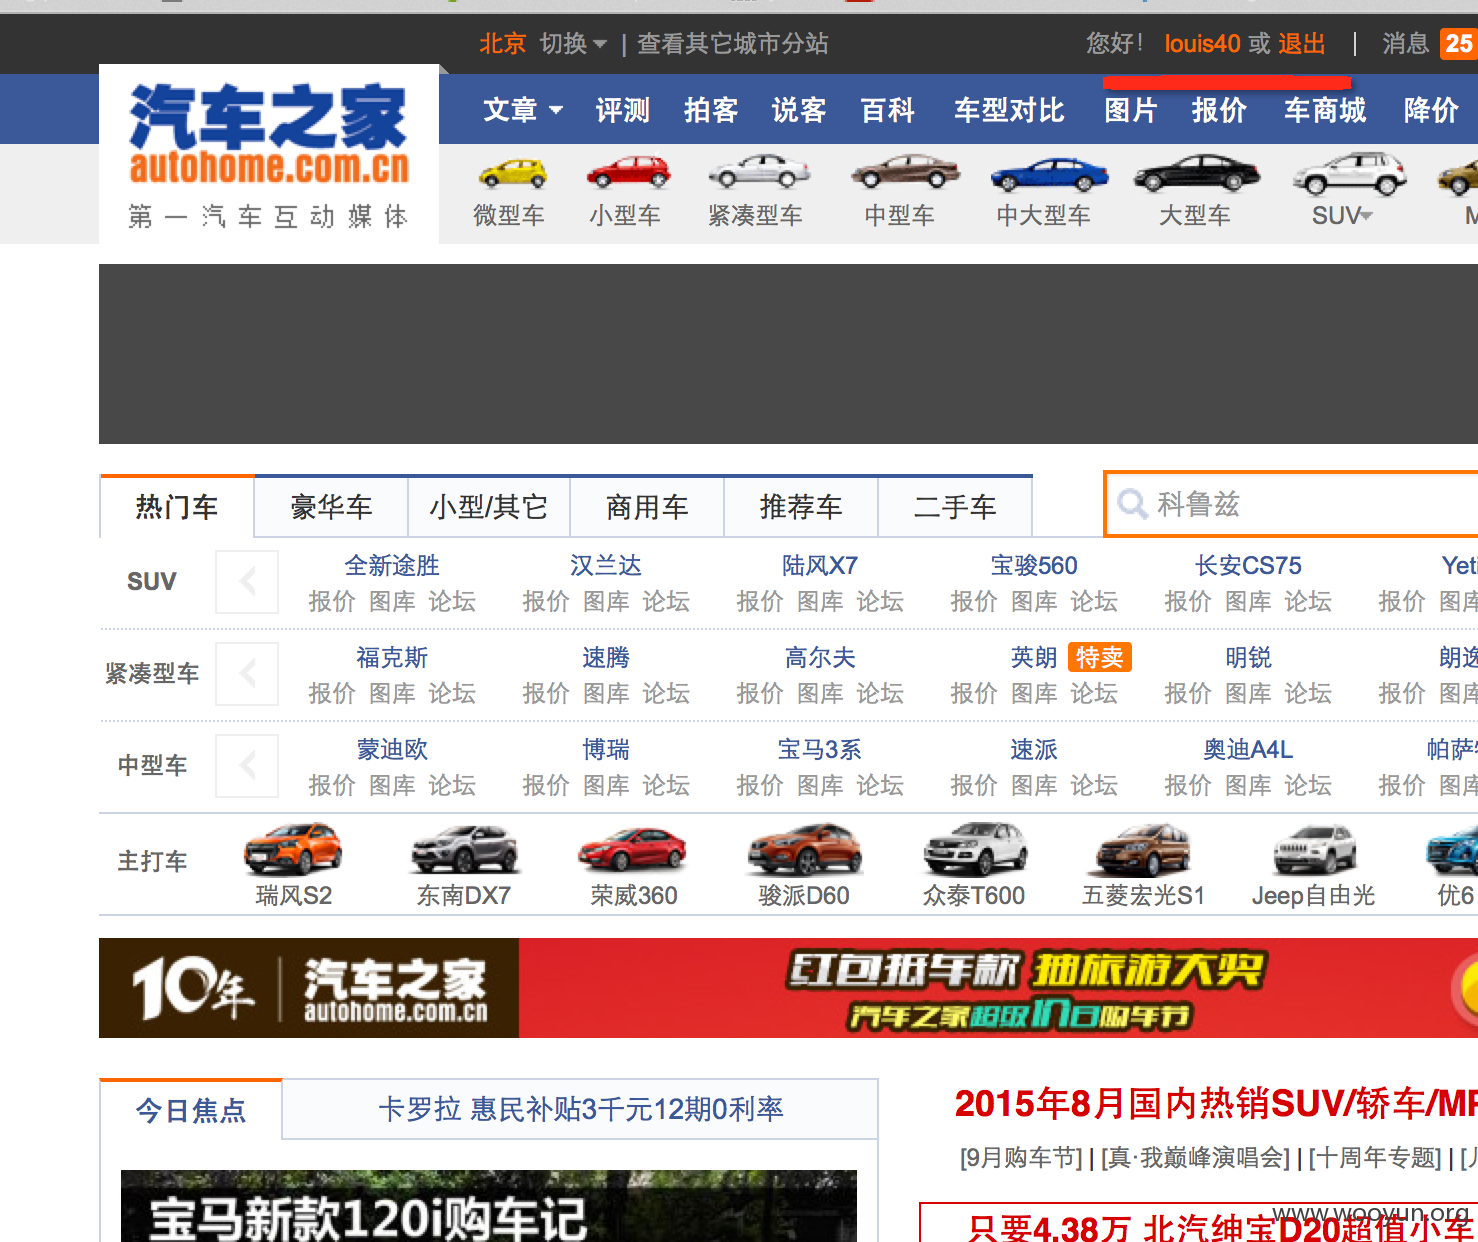 北京 切换 | 查看其它城市分站 您好! louis40 或 退出 | 消息 25
文章 评测 拍客 说客 百科 车型对比 图片 报价 车商城 降价
汽车之家
autohome.com.cn
第一汽车互动媒体
微型车 小型车 紧凑型车 中型车 中大型车 大型车 SUV
热门车 豪华车 小型/其它 商用车 推荐车 二手车 科鲁兹
SUV 全新途胜 汉兰达 陆风X7 宝骏560 长安CS75 Yeti
报价 图库 论坛 报价 图库 论坛 报价 图库 论坛 报价 图库 论坛 报价 图库 论坛 报价 图库
紧凑型车 福克斯 速腾 高尔夫 英朗 特卖 明锐 朗逸
报价 图库 论坛 报价 图库 论坛 报价 图库 论坛 报价 图库 论坛 报价 图库 论坛 报价 图库
中型车 蒙迪欧 博瑞 宝马3系 速派 奥迪A4L 帕萨特
报价 图库 论坛 报价 图库 论坛 报价 图库 论坛 报价 图库 论坛 报价 图库 论坛 报价 图库
主打车 瑞风S2 东南DX7 荣威360 骏派D60 众泰T600 五菱宏光S1 Jeep自由光 优6
10年 汽车之家
autohome.com.cn
红包抵车款 抽旅游大奖
汽车之家超级10日购车节
今日焦点 卡罗拉 惠民补贴3千元12期0利率
2015年8月国内热销SUV/轿车/MP
[9月购车节] | [真·我巅峰演唱会] | [十周年专题] |
宝马新款120i购车记
只要4.38万 北汽绅宝D20超值小车
www.wooyun.org